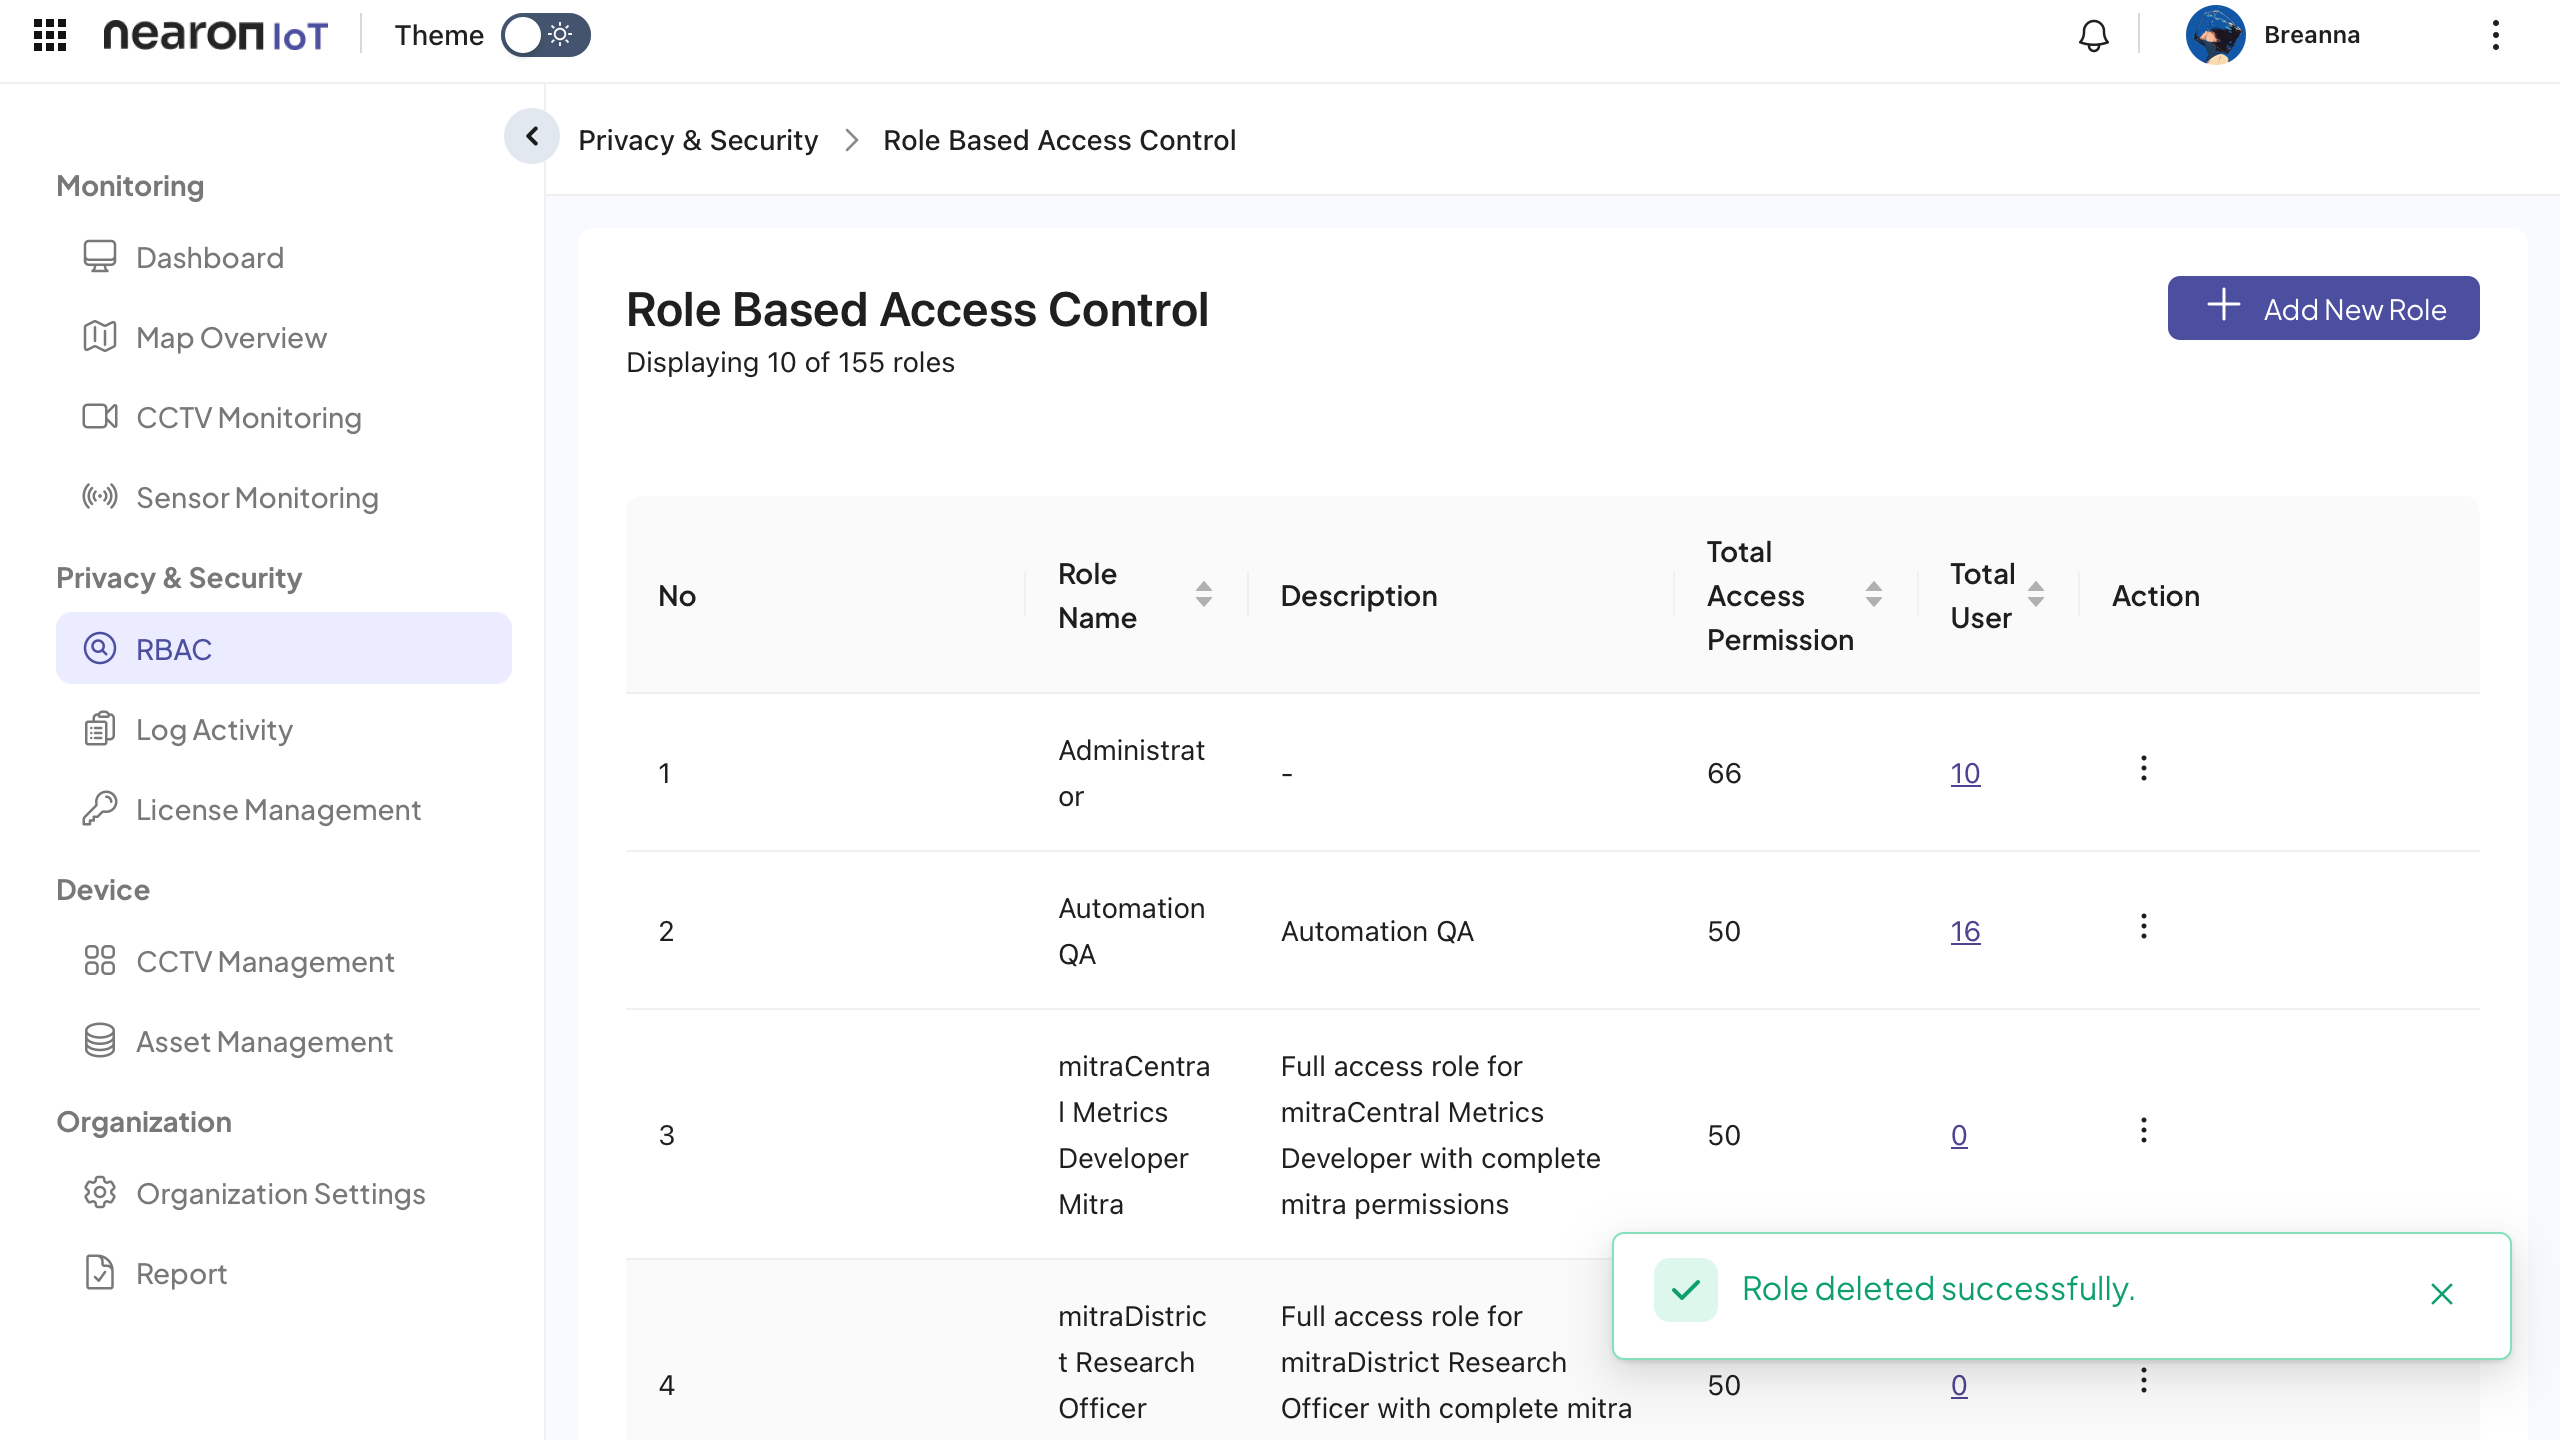 nearon IoT
Theme
Breanna
Privacy & Security
Role Based Access Control
Monitoring
Dashboard
Map Overview
CCTV Monitoring
Sensor Monitoring
Privacy & Security
RBAC
Log Activity
License Management
Device
CCTV Management
Asset Management
Organization
Organization Settings
Report
Role Based Access Control
Displaying 10 of 155 roles
Add New Role
No
Role
Name
Description
Total
Access
Permission
Total
User
Action
1
Administrat
or
-
66
10
2
Automation
QA
Automation QA
50
16
3
mitraCentra
l Metrics
Developer
Mitra
Full access role for
mitraCentral Metrics
Developer with complete
mitra permissions
50
0
4
mitraDistric
t Research
Officer
Full access role for
mitraDistrict Research
Officer with complete mitra
50
0
Role deleted successfully.